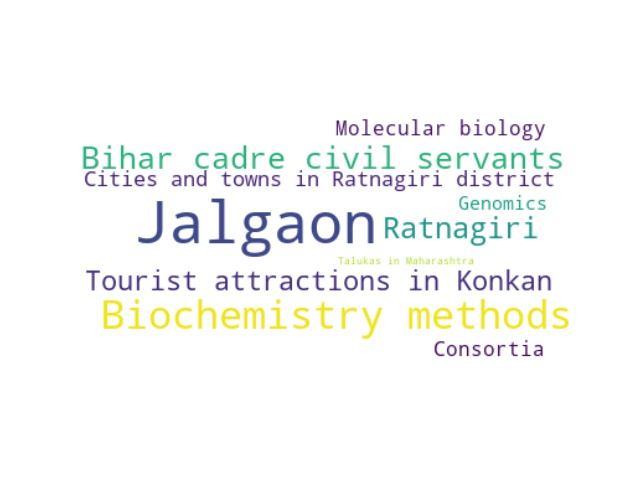 Molecular biology
Bihar cadre civil servants
Cities and towns in Ratnagiri district
Genomics
Jalgaon
Ratnagiri
Talukas in Maharashtra
Tourist attractions in Konkan
Biochemistry methods
Consortia